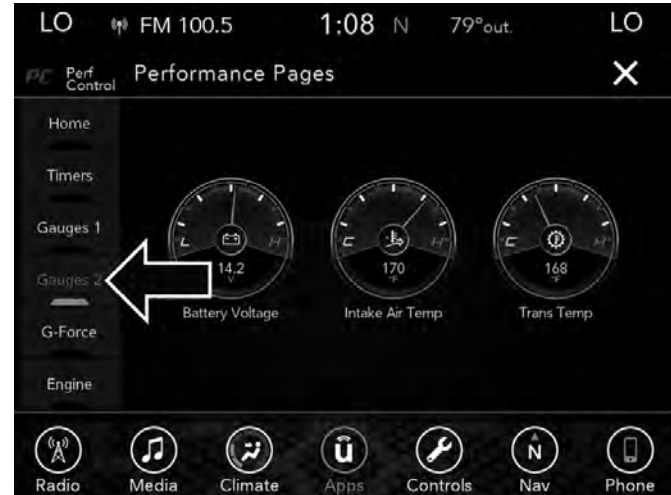 LO FM 100.5 1:08 N 79°out. LO
PC Perf Control Performance Pages X
Home
Timers
Gauges 1
Gauges 2
G-Force
Engine
L H
14.2
V
Battery Voltage
C H
170
°F
Intake Air Temp
C H
168
°F
Trans Temp
Radio
Media
Climate
Apps
Controls
N
Nav
Phone